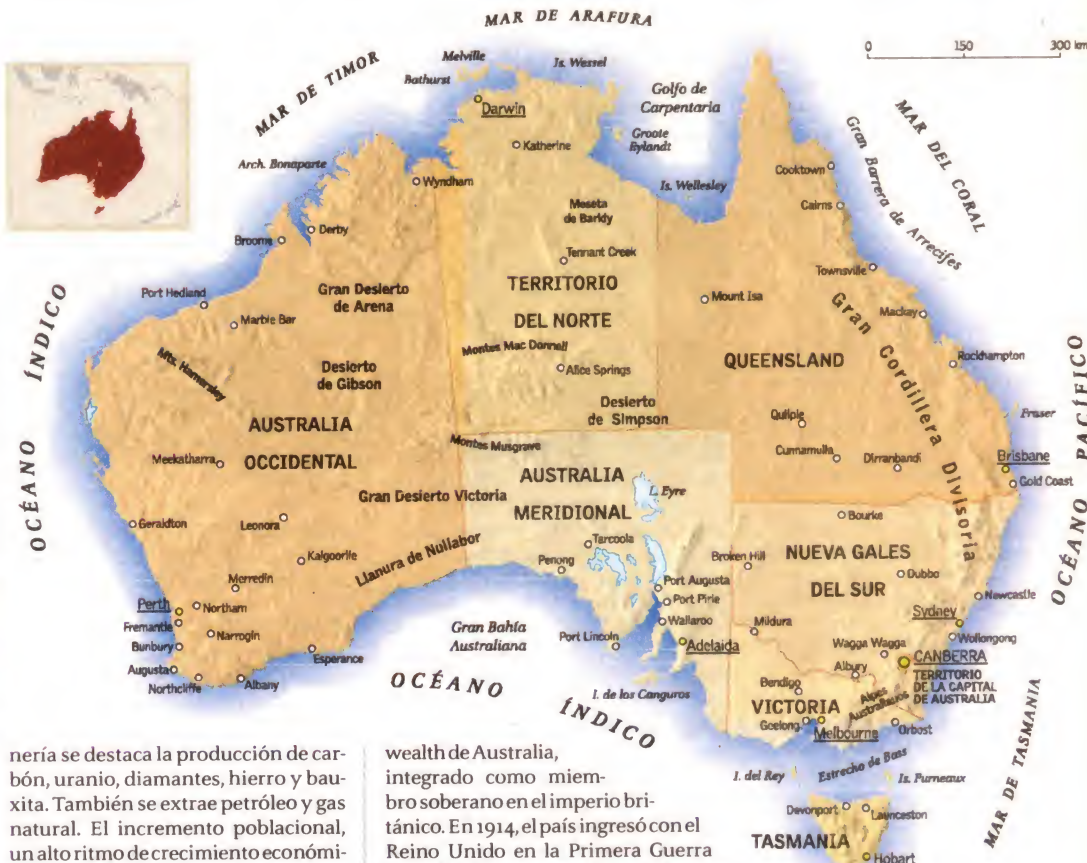 MAR DE ARAFURA
0 150 300 km
MAR DE TIMOR
Melville
Bathurst
Is. Wessel
Darwin
Golfo de
Carpentaria
Groote
Eylandt
Katherine
Arch. Bonaparte
Wyndham
Is. Wellesley
MAR DEL CORAL
Gran Barrera de Arrecifes
Cooktown
Cairns
Meseta
de Barkly
Broome
Derby
Tennant Creek
Townsville
TERRITORIO
DEL NORTE
Port Hedland
Gran Desierto
de Arena
Mount Isa
Marble Bar
Mackay
Gran Cordillera Divisoria
Mts. Hamersley
Montes Mac Donnell
Alice Springs
QUEENSLAND
Rockhampton
OCÉANO ÍNDICO
Desierto
de Gibson
Desierto
de Simpson
Fraser
OCÉANO PACÍFICO
AUSTRALIA
OCCIDENTAL
Quilpie
Cunnamulla
Dirranbandi
Brisbane
Gold Coast
Montes Musgrave
Meekatharra
AUSTRALIA
MERIDIONAL
L. Eyre
Gran Desierto Victoria
Geraldton
Leonora
Bourke
Tarcoola
Kalgoorlie
Llanura de Nullabor
Penong
Broken Hill
NUEVA GALES
DEL SUR
Dubbo
Merredin
Port Augusta
Port Pirie
Newcastle
Perth
Northam
Fremantle
Wallaroo
Sydney
Narrogin
Gran Bahía
Australiana
Port Lincoln
Adelaida
Mildura
Wollongong
Bunbury
Esperance
Wagga Wagga
CANBERRA
Augusta
Northcliffe
Albany
Albury
TERRITORIO
DE LA CAPITAL
DE AUSTRALIA
OCÉANO ÍNDICO
I. de los Canguros
Bendigo
VICTORIA
Alpes
Australianos
Geelong
Melbourne
Orbost
MAR DE TASMANIA
I. del Rey
Estrecho de Bass
Is. Furneaux
Devonport
Launceston
TASMANIA
Hobart
nería se destaca la producción de car-
bón, uranio, diamantes, hierro y bau-
xita. También se extrae petróleo y gas
natural. El incremento poblacional,
un alto ritmo de crecimiento económi-
wealth de Australia,
integrado como miem-
bro soberano en el imperio bri-
tánico. En 1914, el país ingresó con el
Reino Unido en la Primera Guerra